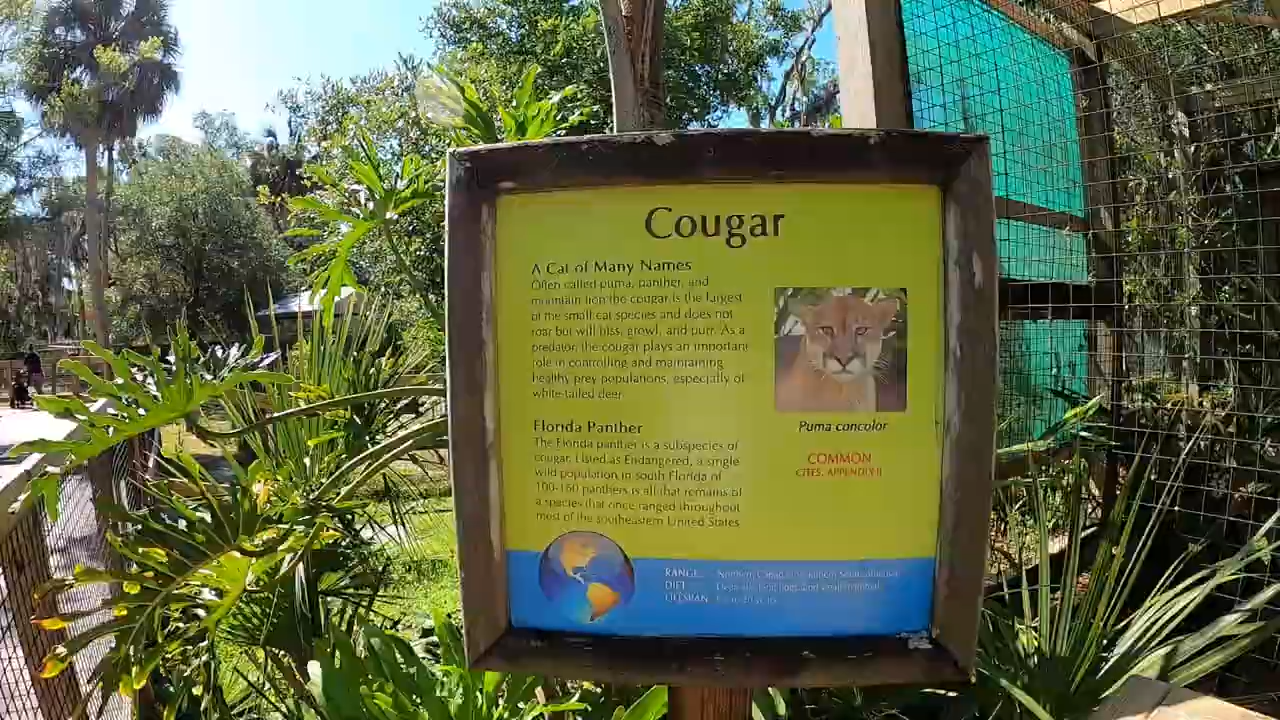 Cougar
A Cat of Many Names
Often called puma, panther, and
mountain lion the cougar is the largest
of the small cat species and does not
roar but will hiss, growl, and purr. As a
predator, the cougar plays an important
role in controlling and maintaining
healthy prey populations, especially of
white-tailed deer.
Florida Panther
The Florida panther is a subspecies of
cougar. Listed as Endangered, a single
wild population in south Florida of
100-160 panthers is all that remains of
a species that once ranged throughout
most of the southeastern United States
Puma concolor
COMMON
CITES, APPENDIX II
RANGE: Northern Canada to southern
DIET:
LIFESPAN: years